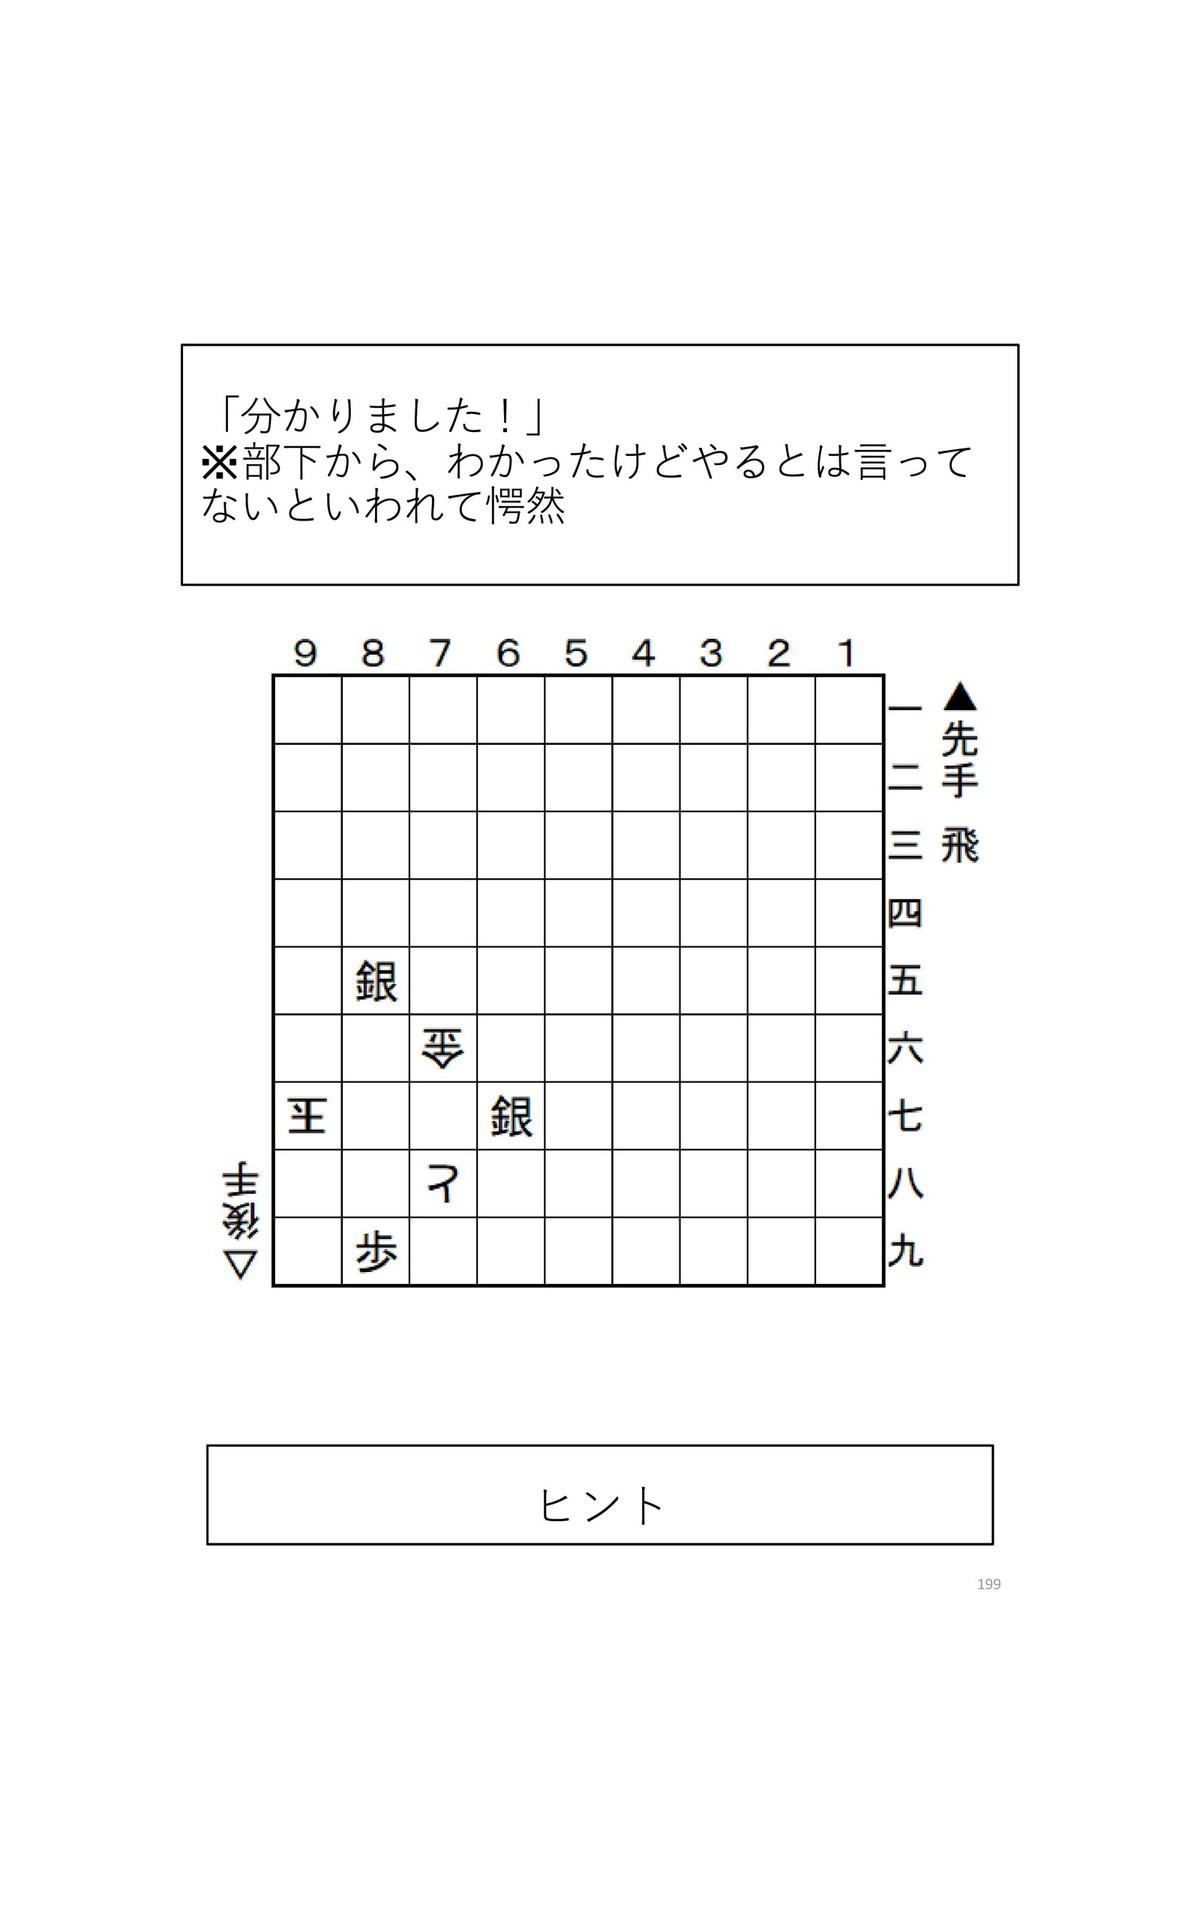 「分かりました！」
※部下から、わかったけどやるとは言って
ないといわれて愕然
9 8 7 6 5 4 3 2 1
一
二
三
四
五
六
七
八
九
▲先手 飛
銀
金
王 銀
と
歩
△後手
ヒント
199